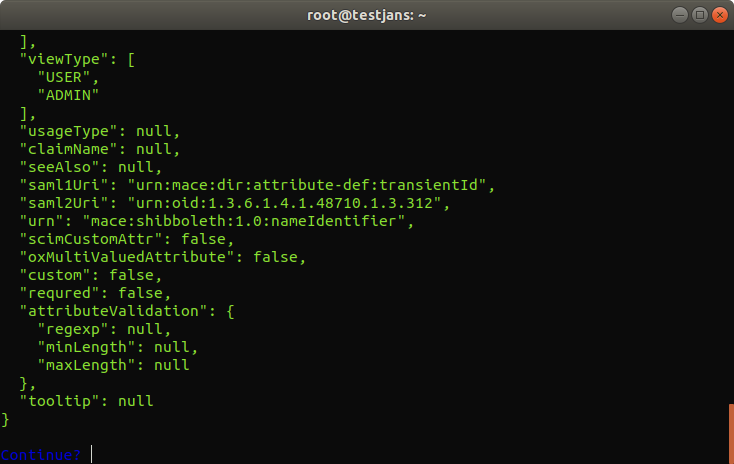 root@testjans: ~
  ],
  "viewType": [
    "USER",
    "ADMIN"
  ],
  "usageType": null,
  "claimName": null,
  "seeAlso": null,
  "saml1Uri": "urn:mace:dir:attribute-def:transientId",
  "saml2Uri": "urn:oid:1.3.6.1.4.1.48710.1.3.312",
  "urn": "mace:shibboleth:1.0:nameIdentifier",
  "scimCustomAttr": false,
  "oxMultiValuedAttribute": false,
  "custom": false,
  "requred": false,
  "attributeValidation": {
    "regexp": null,
    "minLength": null,
    "maxLength": null
  },
  "tooltip": null
}
Continue?